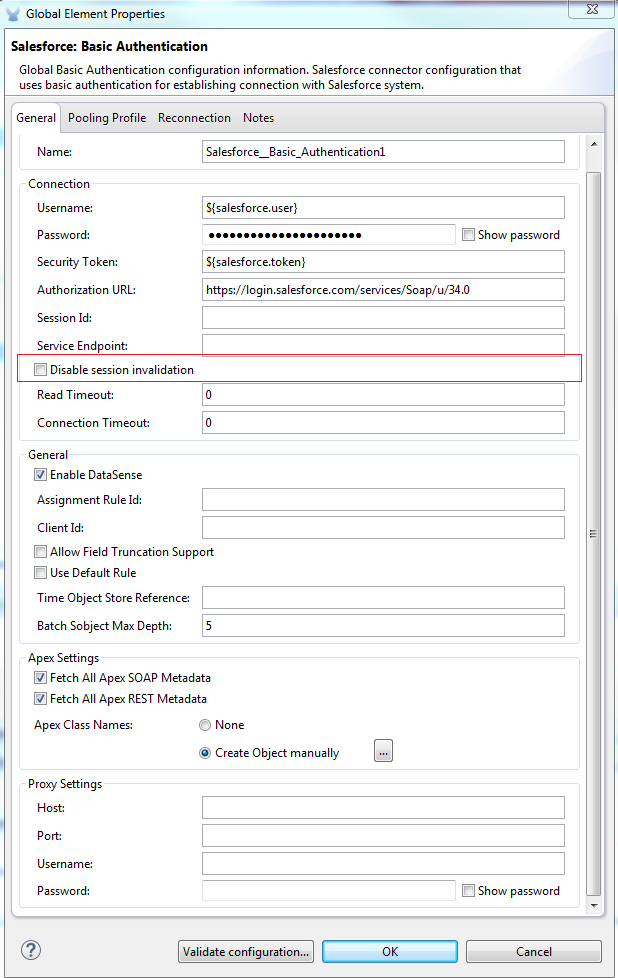 Global Element Properties
Salesforce: Basic Authentication
Global Basic Authentication configuration information. Salesforce connector configuration that
uses basic authentication for establishing connection with Salesforce system.
General Pooling Profile Reconnection Notes
Name: Salesforce__Basic_Authentication1
Connection
Username: ${salesforce.user}
Password: ●●●●●●●●●●●●●●●●●●●●●● Show password
Security Token: ${salesforce.token}
Authorization URL: https://login.salesforce.com/services/Soap/u/34.0
Session Id:
Service Endpoint:
Disable session invalidation
Read Timeout: 0
Connection Timeout: 0
General
Enable DataSense
Assignment Rule Id:
Client Id:
Allow Field Truncation Support
Use Default Rule
Time Object Store Reference:
Batch Sobject Max Depth: 5
Apex Settings
Fetch All Apex SOAP Metadata
Fetch All Apex REST Metadata
Apex Class Names: None
Create Object manually ...
Proxy Settings
Host:
Port:
Username:
Password: Show password
? Validate configuration... OK Cancel